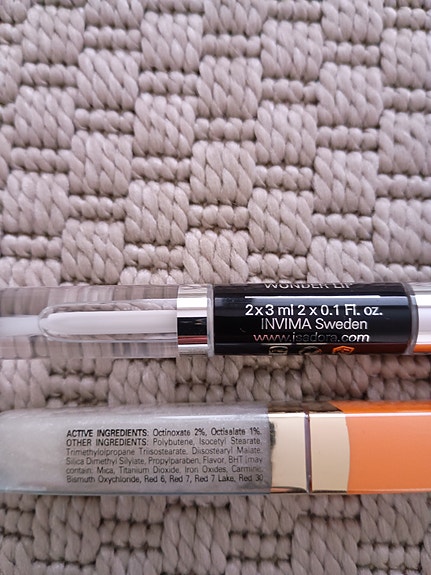 WONDER LIP
2x3 ml 2 x 0.1 Fl. oz.
INVIMA Sweden
www.isadora.com
ACTIVE INGREDIENTS: Octinoxate 2%, Octisalate 1%.
OTHER INGREDIENTS: Polybutene, Isocetyl Stearate,
Trimethylolpropane Triisostearate, Diisostearyl Malate,
Silica Dimethyl Silylate, Propylparaben, Flavor, BHT [may
contain: Mica, Titanium Dioxide, Iron Oxides, Carmine,
Bismuth Oxychloride, Red 6, Red 7, Red 7 Lake, Red 30